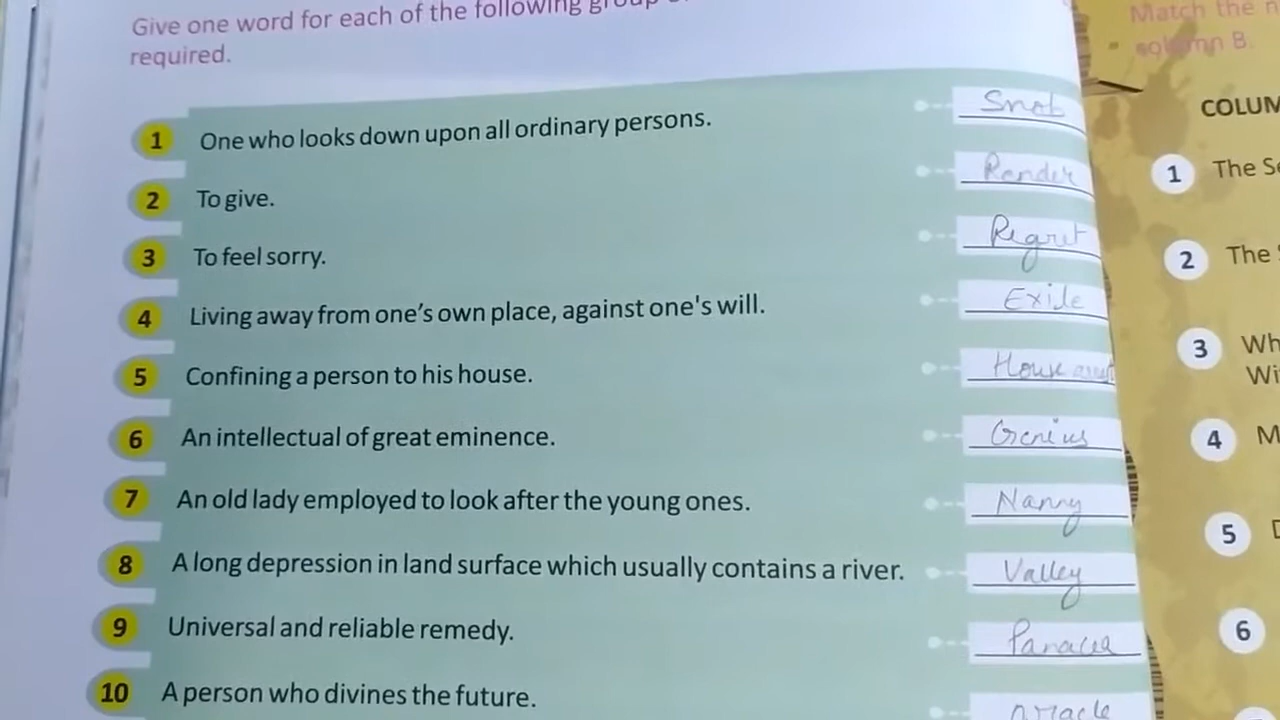 Give one word for each of the following group
required.
1 One who looks down upon all ordinary persons. Snob
2 To give. Render
3 To feel sorry. Regret
4 Living away from one's own place, against one's will. Exile
5 Confining a person to his house. House arrest
6 An intellectual of great eminence. Genius
7 An old lady employed to look after the young ones. Nanny
8 A long depression in land surface which usually contains a river. Valley
9 Universal and reliable remedy. Panacea
10 A person who divines the future. oracle
Match the
column B.
COLUM
1 The S
2 The
3 Wh
Wi
4 M
5
6